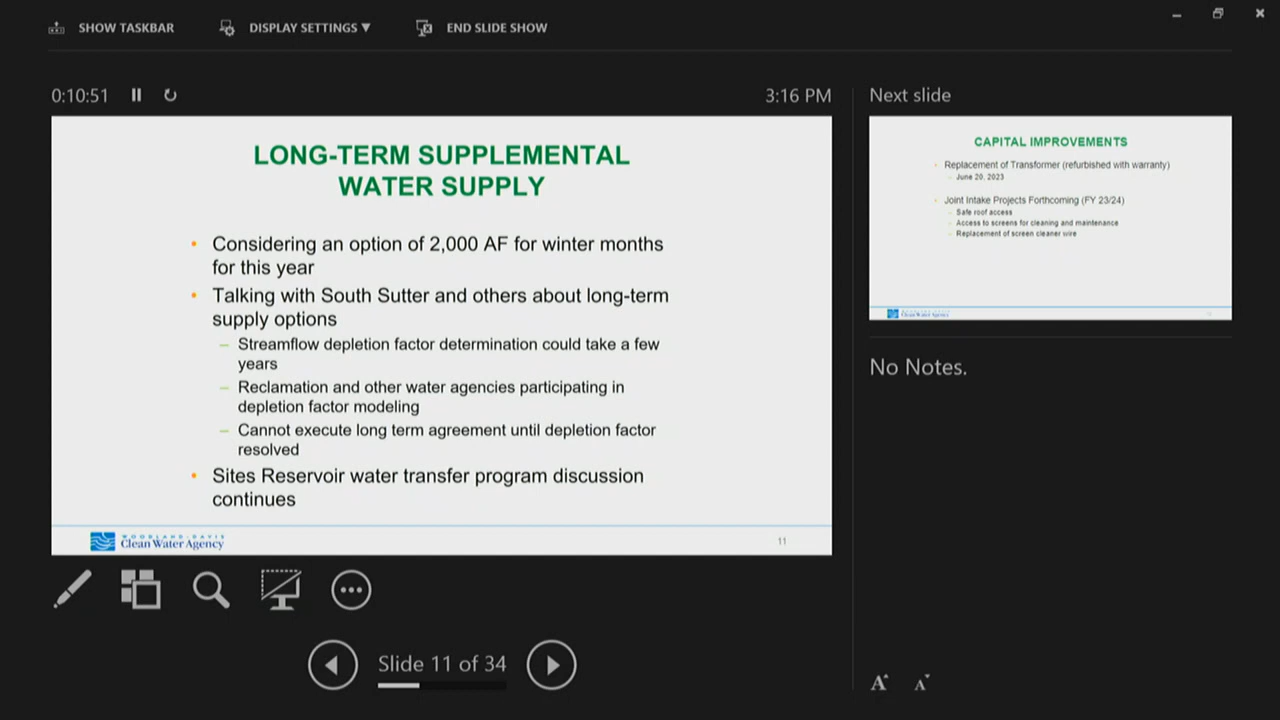 SHOW TASKBAR
DISPLAY SETTINGS ▼
END SLIDE SHOW
0:10:51
3:16 PM
LONG-TERM SUPPLEMENTAL
WATER SUPPLY
• Considering an option of 2,000 AF for winter months
for this year
• Talking with South Sutter and others about long-term
supply options
– Streamflow depletion factor determination could take a few
years
– Reclamation and other water agencies participating in
depletion factor modeling
– Cannot execute long term agreement until depletion factor
resolved
• Sites Reservoir water transfer program discussion
continues
WOODLAND-DAVIS
Clean Water Agency
11
Slide 11 of 34
Next slide
CAPITAL IMPROVEMENTS
• Replacement of Transformer (refurbished with warranty)
– June 20, 2023
• Joint Intake Projects Forthcoming (FY 23/24)
– Safe roof access
– Access to screens for cleaning and maintenance
– Replacement of screen cleaner wire
Clean Water Agency
No Notes.
A A